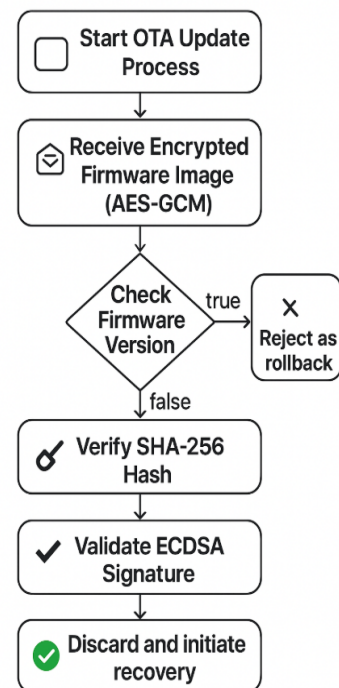 Start OTA Update
Process
Receive Encrypted
Firmware Image
(AES-GCM)
Check
Firmware
Version
true
Reject as
rollback
false
Verify SHA-256
Hash
Validate ECDSA
Signature
Discard and initiate
recovery